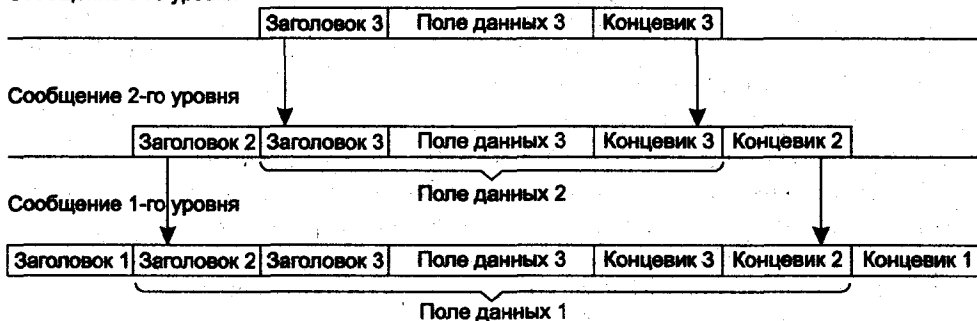 Заголовок 3 Поле данных 3 Концевик 3
Сообщение 2-го уровня
Заголовок 2 Заголовок 3 Поле данных 3 Концевик 3 Концевик 2
Поле данных 2
Сообщение 1-го уровня
Заголовок 1 Заголовок 2 Заголовок 3 Поле данных 3 Концевик 3 Концевик 2 Концевик 1
Поле данных 1